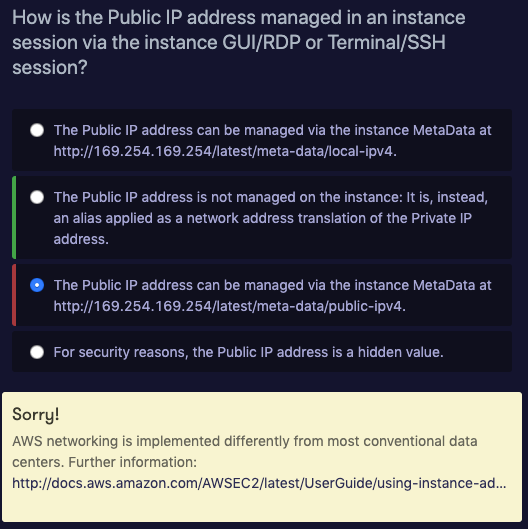 How is the Public IP address managed in an instance
session via the instance GUI/RDP or Terminal/SSH
session?
The Public IP address can be managed via the instance MetaData at
http://169.254.169.254/latest/meta-data/local-ipv4.
The Public IP address is not managed on the instance: It is, instead,
an alias applied as a network address translation of the Private IP
address.
The Public IP address can be managed via the instance MetaData at
http://169.254.169.254/latest/meta-data/public-ipv4.
For security reasons, the Public IP address is a hidden value.
Sorry!
AWS networking is implemented differently from most conventional data
centers. Further information:
http://docs.aws.amazon.com/AWSEC2/latest/UserGuide/using-instance-ad...